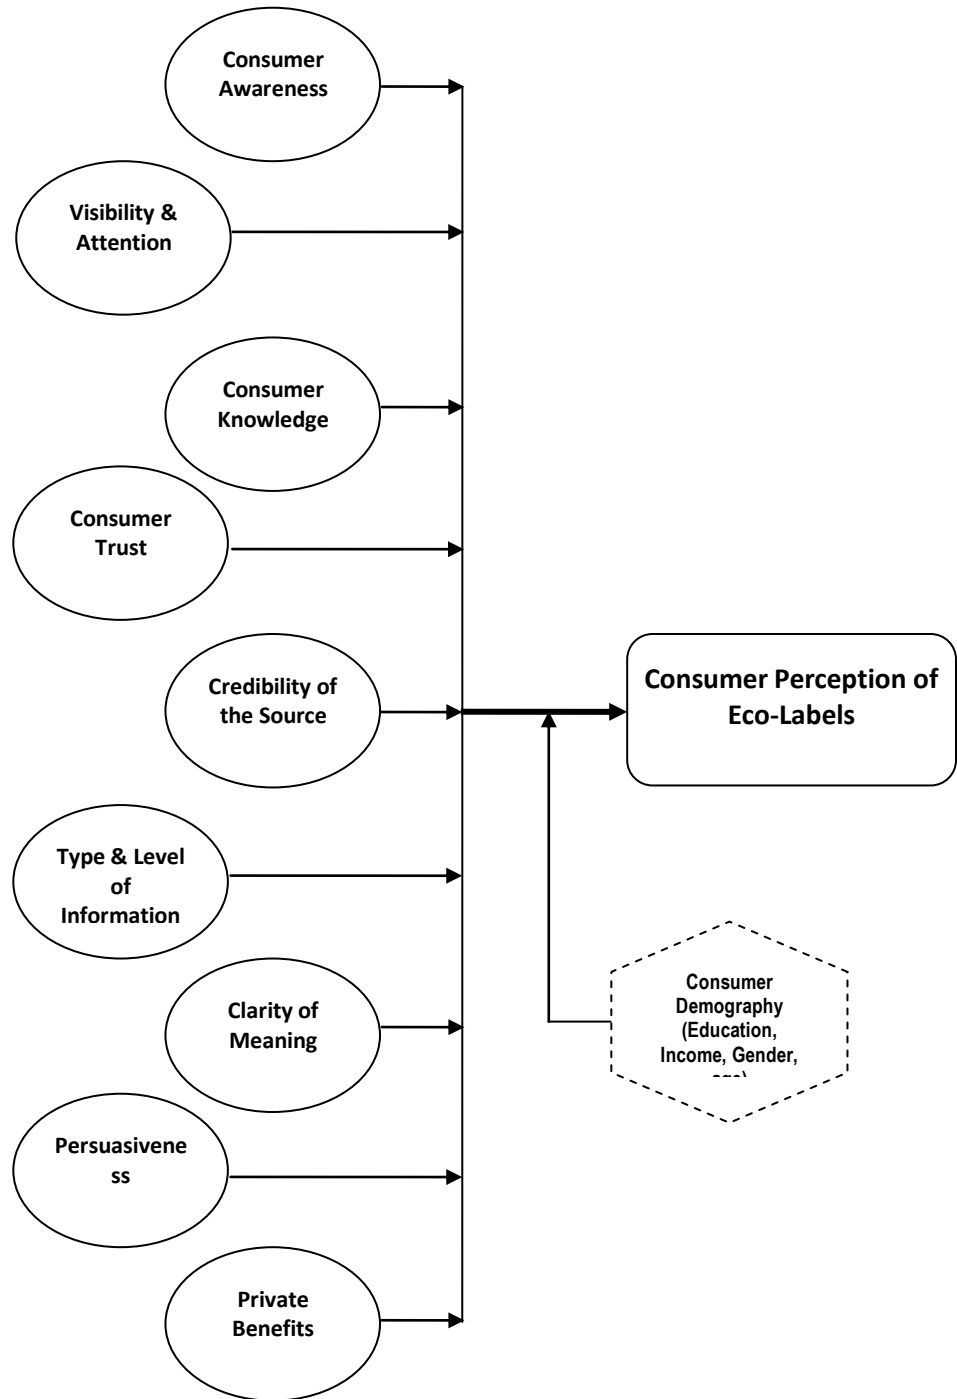 Consumer
Awareness
Visibility &
Attention
Consumer
Knowledge
Consumer
Trust
Credibility of
the Source
Consumer Perception of
Eco-Labels
Type & Level
of
Information
Consumer
Demography
(Education,
Income, Gender,
Clarity of
Meaning
Persuasivene
ss
Private
Benefits